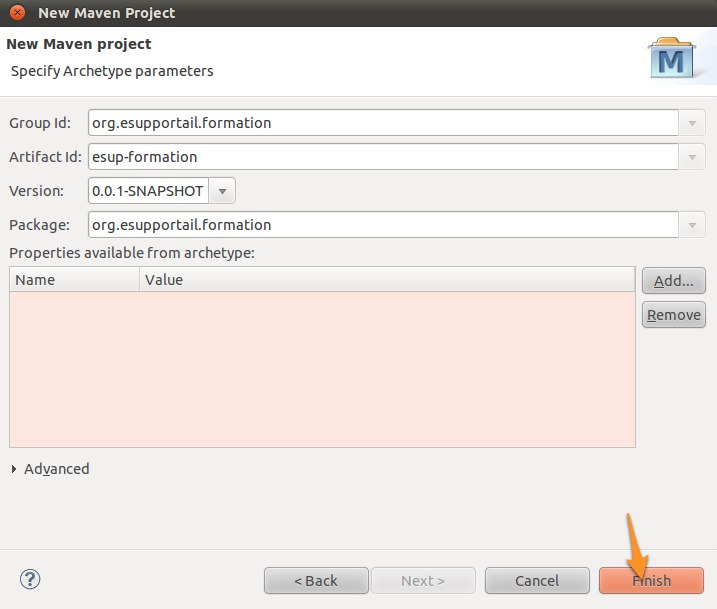 New Maven Project
New Maven project
Specify Archetype parameters
M
Group Id: org.esupportail.formation
Artifact Id: esup-formation
Version: 0.0.1-SNAPSHOT
Package: org.esupportail.formation
Properties available from archetype:
Name Value Add...
Remove
Advanced
? < Back Next > Cancel Finish